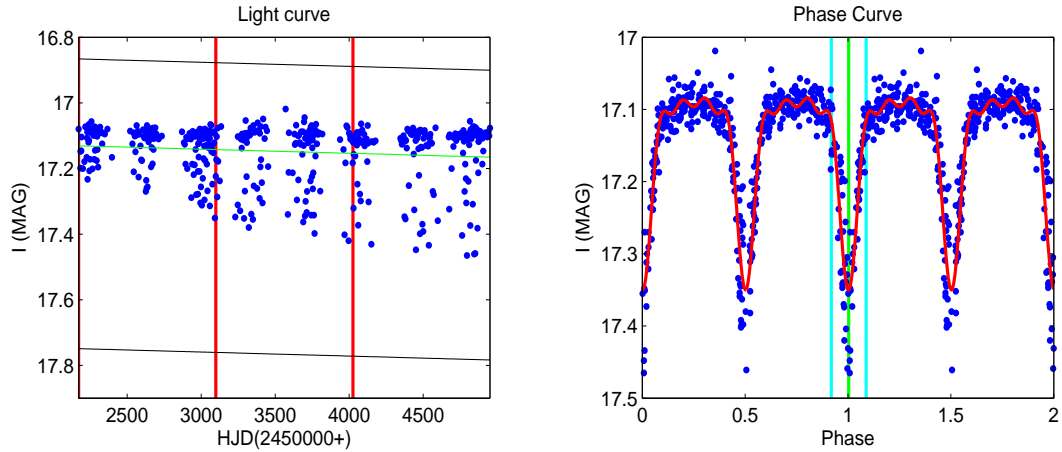 Light curve
16.8
17
17.2
17.4
17.6
17.8
I (MAG)
2500 3000 3500 4000 4500
HJD(2450000+)
Phase Curve
17
17.1
17.2
17.3
17.4
17.5
I (MAG)
0 0.5 1 1.5 2
Phase